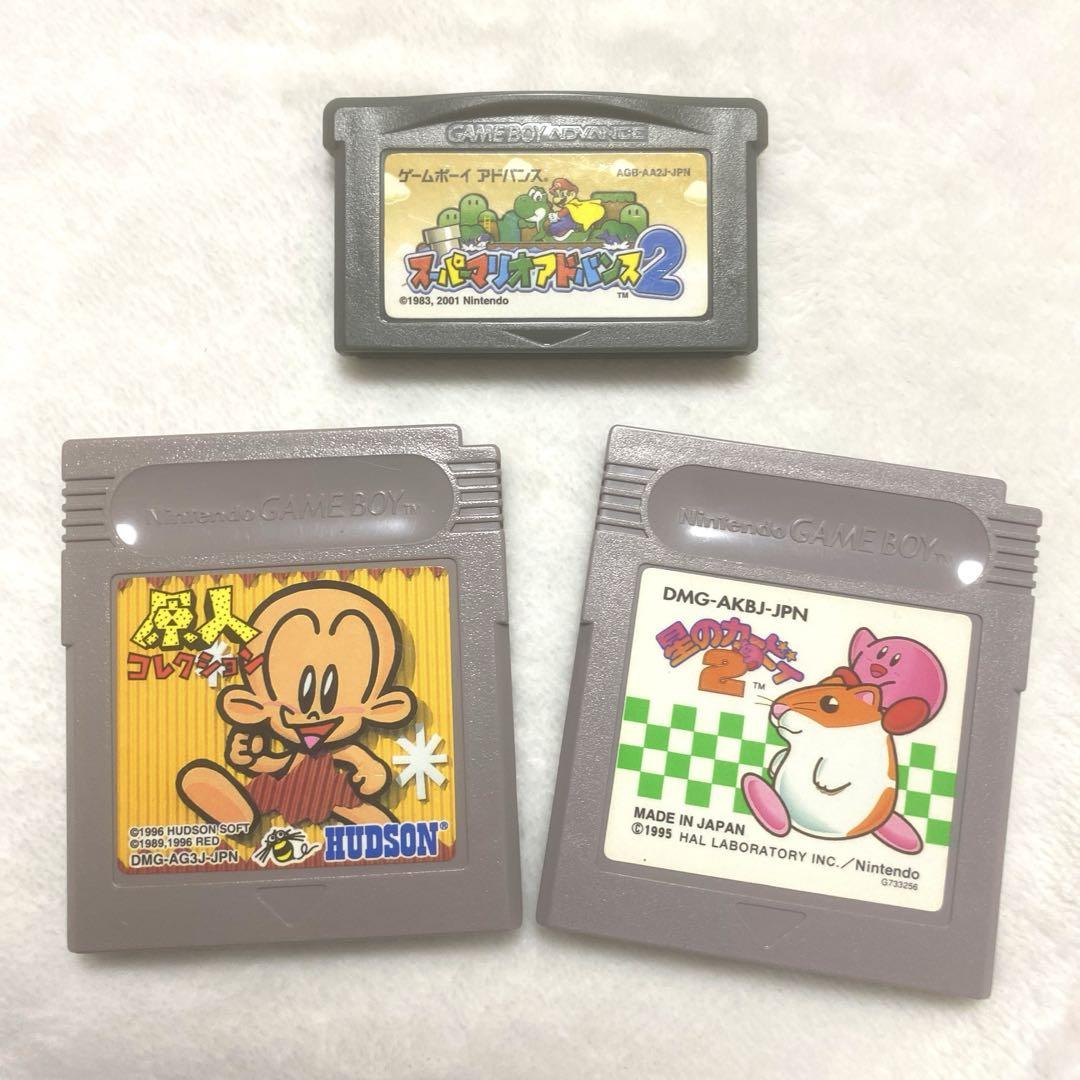 GAME BOY ADVANCE
ゲームボーイ アドバンス®
AGB-AA2J-JPN
スーパーマリオアドバンス2
TM
©1983, 2001 Nintendo
Nintendo GAME BOY TM
原人
コレクション
©1996 HUDSON SOFT
©1989,1996 RED
DMG-AG3J-JPN
HUDSON®
Nintendo GAME BOY TM
DMG-AKBJ-JPN
星のカービィ
2 TM
MADE IN JAPAN
©1995 HAL LABORATORY INC./Nintendo
G733256